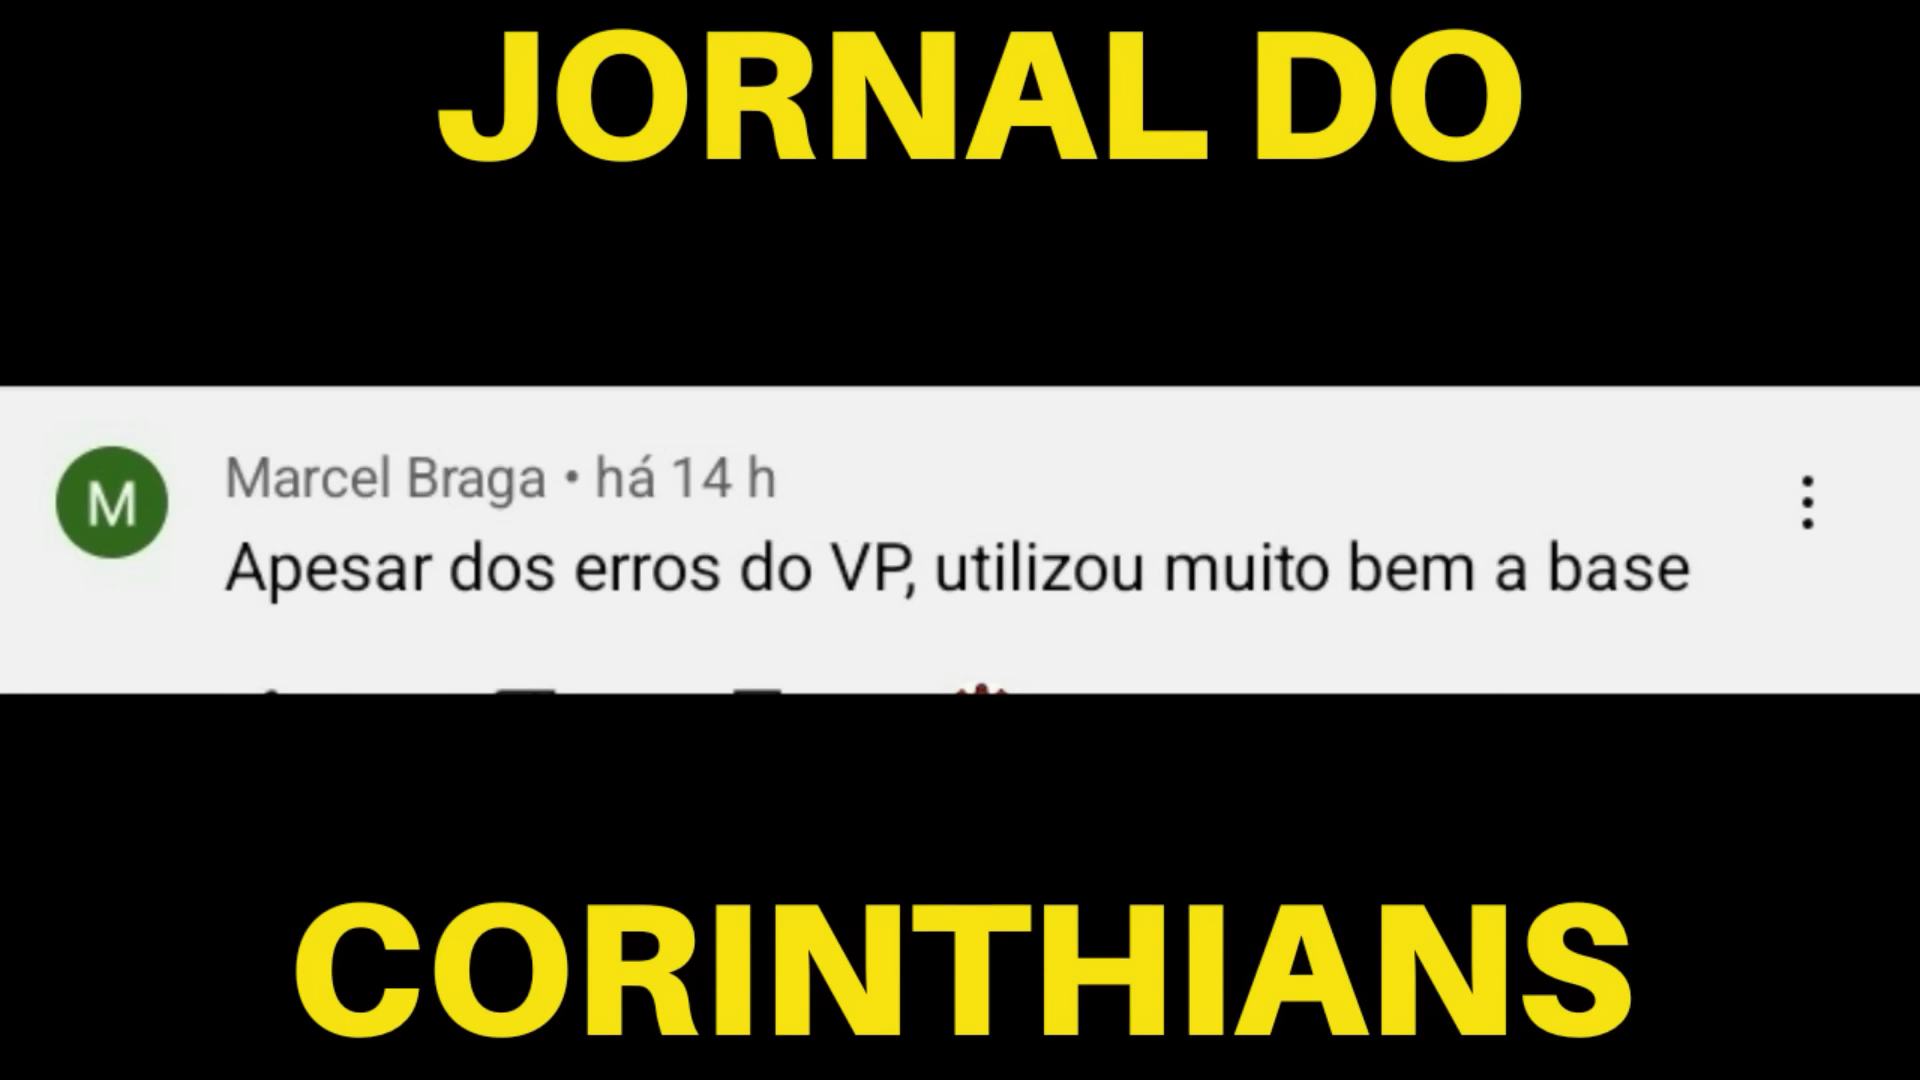 JORNAL DO
M
Marcel Braga • há 14 h
Apesar dos erros do VP, utilizou muito bem a base
CORINTHIANS